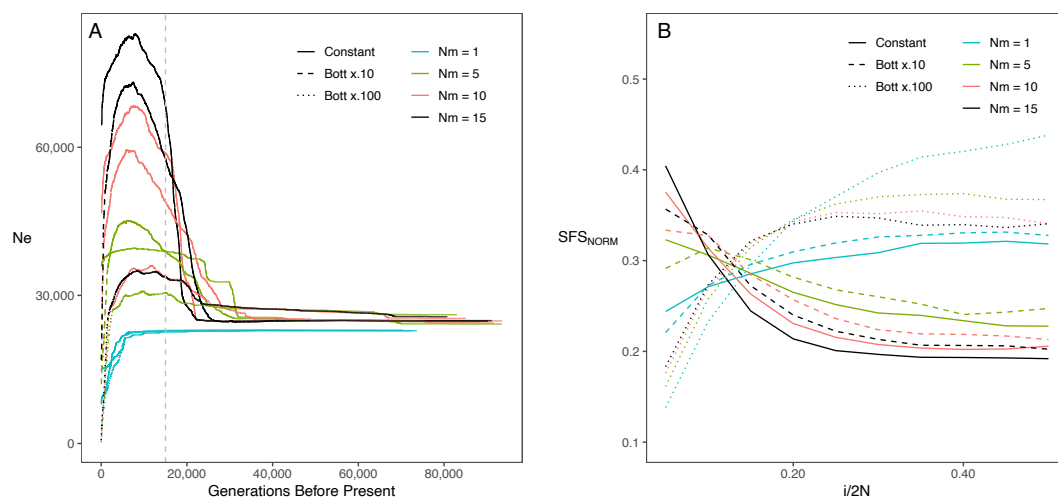 A
Constant
Bott x.10
Bott x.100
Nm = 1
Nm = 5
Nm = 10
Nm = 15
Ne
60,000
30,000
0
0 20,000 40,000 60,000 80,000
Generations Before Present
B
Constant
Bott x.10
Bott x.100
Nm = 1
Nm = 5
Nm = 10
Nm = 15
SFSNORM
0.5
0.4
0.3
0.2
0.1
0.20 0.40
i/2N